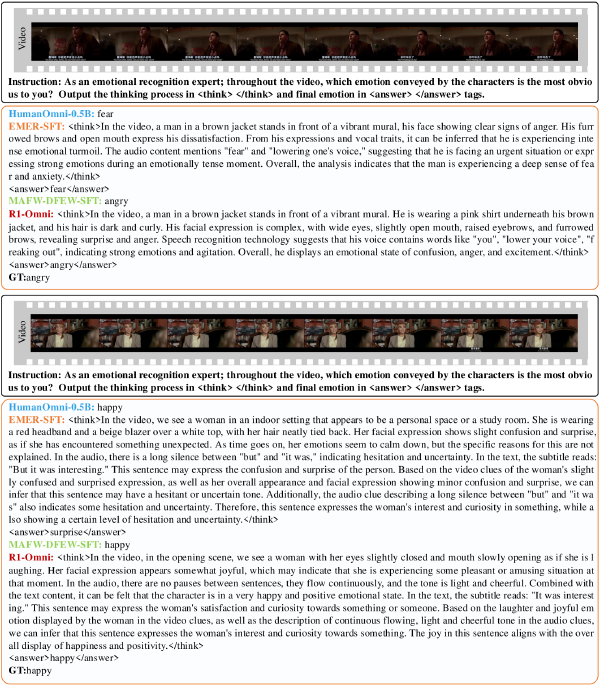 Video
Instruction: As an emotional recognition expert; throughout the video, which emotion conveyed by the characters is the most obvio
us to you?  Output the thinking process in <think> </think> and final emotion in <answer> </answer> tags.
HumanOmni-0.5B: fear
EMER-SFT: <think>In the video, a man in a brown jacket stands in front of a vibrant mural, his face showing clear signs of anger. His furr
owed brows and open mouth express his dissatisfaction. From his expressions and vocal traits, it can be inferred that he is experiencing inte
nse emotional turmoil. The audio content mentions "fear" and "lowering one's voice," suggesting that he is facing an urgent situation or expr
essing strong emotions during an emotionally tense moment. Overall, the analysis indicates that the man is experiencing a deep sense of fea
r and anxiety.</think>
<answer>fear</answer>
MAFW-DFEW-SFT: angry
R1-Omni: <think>In the video, a man in a brown jacket stands in front of a vibrant mural. He is wearing a pink shirt underneath his brown
jacket, and his hair is dark and curly. His facial expression is complex, with wide eyes, slightly open mouth, raised eyebrows, and furrowed
brows, revealing surprise and anger. Speech recognition technology suggests that his voice contains words like "you", "lower your voice", "f
reaking out", indicating strong emotions and agitation. Overall, he displays an emotional state of confusion, anger, and excitement.</think>
<answer>angry</answer>
GT:angry
Video
Instruction: As an emotional recognition expert; throughout the video, which emotion conveyed by the characters is the most obvio
us to you?  Output the thinking process in <think> </think> and final emotion in <answer> </answer> tags.
HumanOmni-0.5B: happy
EMER-SFT: <think>In the video, we see a woman in an indoor setting that appears to be a personal space or a study room. She is wearing
a red headband and a beige blazer over a white top, with her hair neatly tied back. Her facial expression shows slight confusion and surprise,
as if she has encountered something unexpected. As time goes on, her emotions seem to calm down, but the specific reasons for this are not
explained. In the audio, there is a long silence between "but" and "it was," indicating hesitation and uncertainty. In the text, the subtitle reads:
"But it was interesting." This sentence may express the confusion and surprise of the person. Based on the video clues of the woman's slight
ly confused and surprised expression, as well as her overall appearance and facial expression showing minor confusion and surprise, we can
infer that this sentence may have a hesitant or uncertain tone. Additionally, the audio clue describing a long silence between "but" and "it wa
s" also indicates some hesitation and uncertainty. Therefore, this sentence expresses the woman's interest and curiosity in something, while a
lso showing a certain level of hesitation and uncertainty.</think>
<answer>surprise</answer>
MAFW-DFEW-SFT: happy
R1-Omni: <think>In the video, in the opening scene, we see a woman with her eyes slightly closed and mouth slowly opening as if she is l
aughing. Her facial expression appears somewhat joyful, which may indicate that she is experiencing some pleasant or amusing situation at
that moment. In the audio, there are no pauses between sentences, they flow continuously, and the tone is light and cheerful. Combined with
the text content, it can be felt that the character is in a very happy and positive emotional state. In the text, the subtitle reads: "It was interest
ing." This sentence may express the woman's satisfaction and curiosity towards something or someone. Based on the laughter and joyful em
otion displayed by the woman in the video clues, as well as the description of continuous flowing, light and cheerful tone in the audio clues,
we can infer that this sentence expresses the woman's interest and curiosity towards something. The joy in this sentence aligns with the over
all display of happiness and positivity.</think>
<answer>happy</answer>
GT:happy